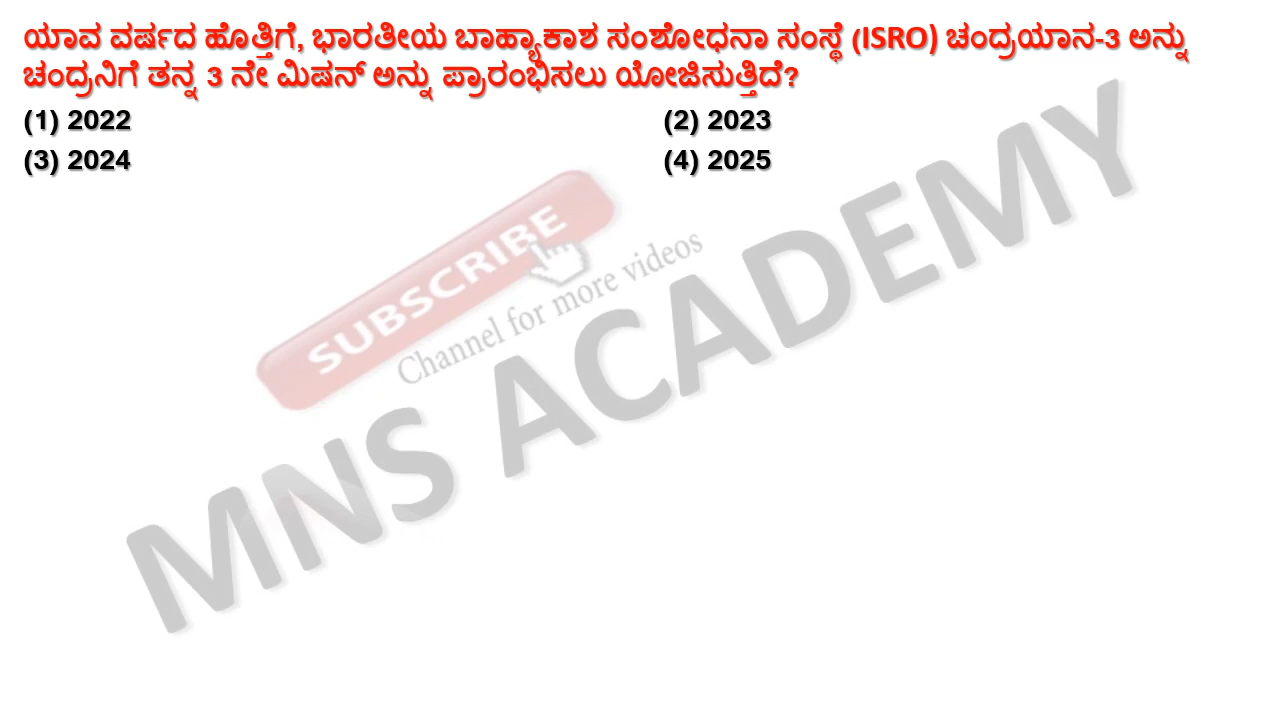 ಯಾವ ವರ್ಷದ ಹೊತ್ತಿಗೆ, ಭಾರತೀಯ ಬಾಹ್ಯಾಕಾಶ ಸಂಶೋಧನಾ ಸಂಸ್ಥೆ (ISRO) ಚಂದ್ರಯಾನ-3 ಅನ್ನು
ಚಂದ್ರನಿಗೆ ತನ್ನ 3 ನೇ ಮಿಷನ್ ಅನ್ನು ಪ್ರಾರಂಭಿಸಲು ಯೋಜಿಸುತ್ತಿದೆ?
(1) 2022 (2) 2023
(3) 2024 (4) 2025
SUBSCRIBE
Channel for more videos
MNS ACADEMY